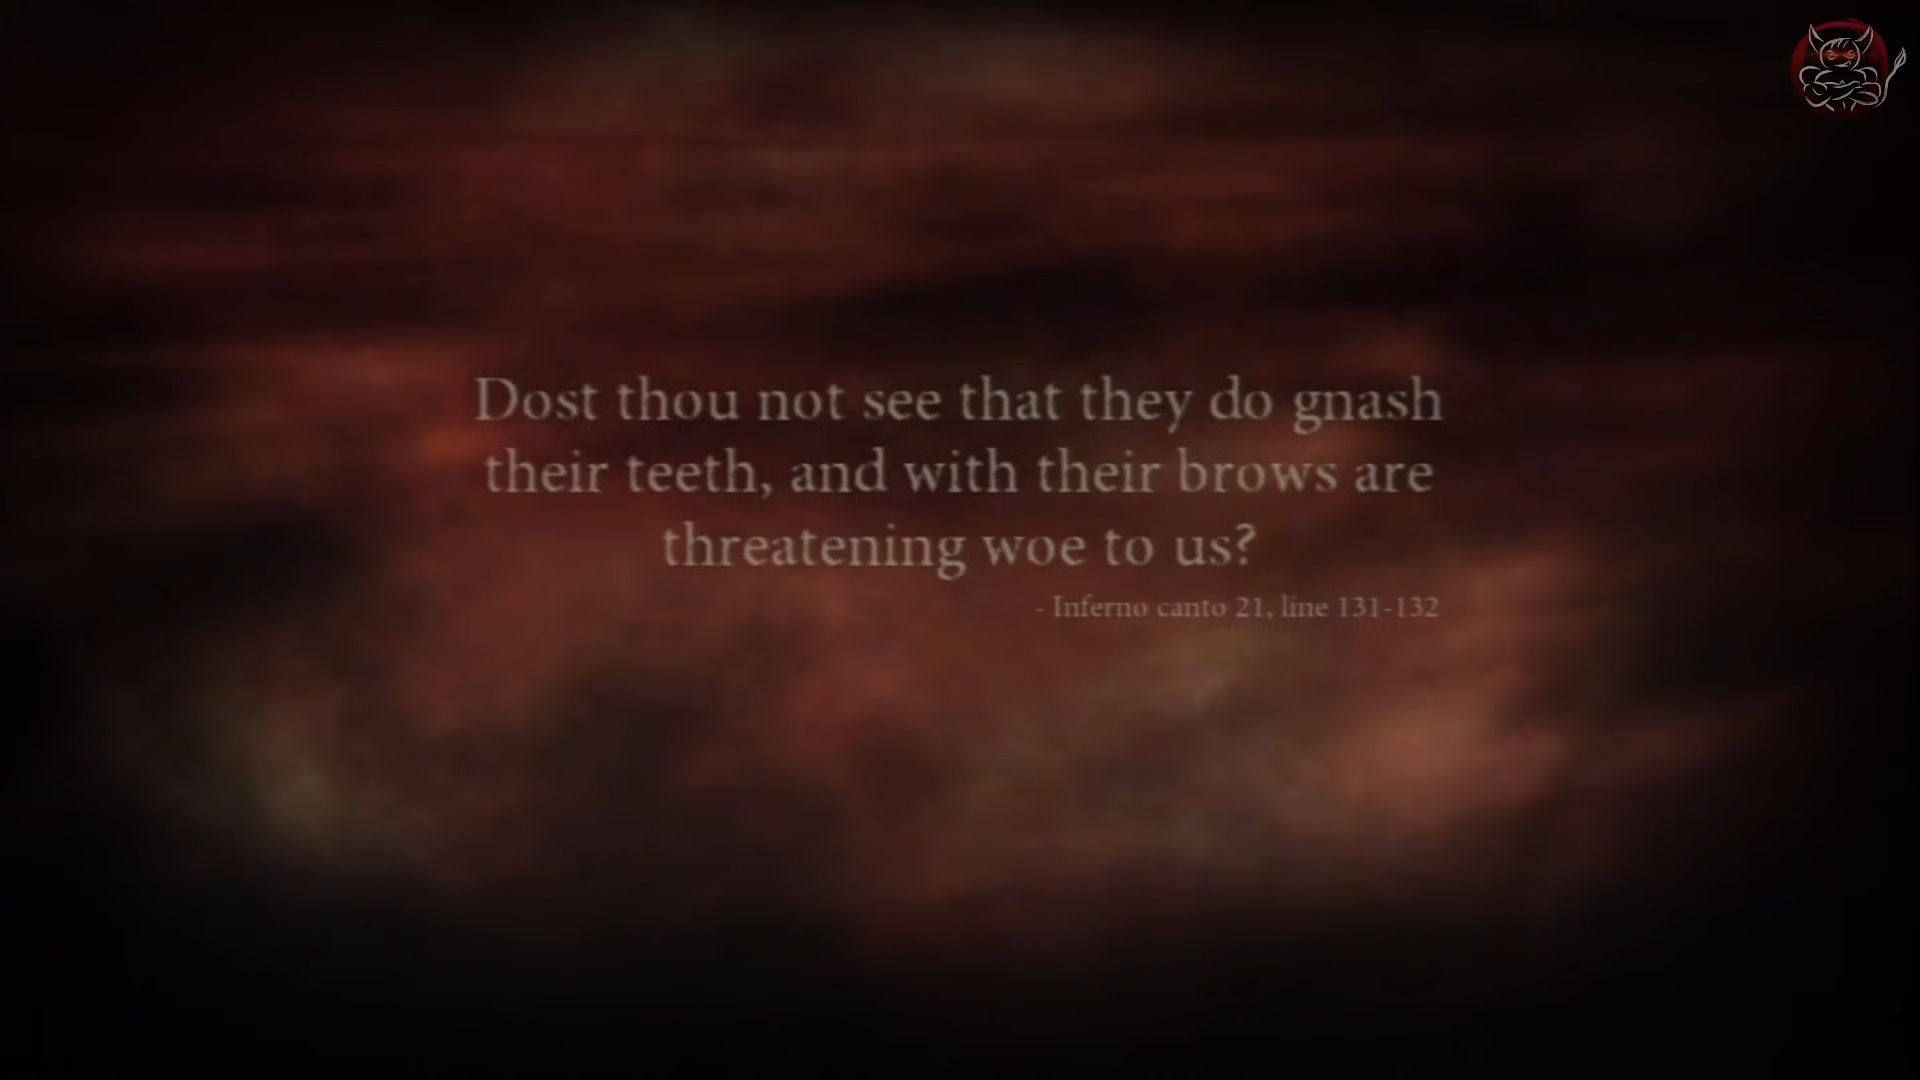 Dost thou not see that they do gnash
their teeth, and with their brows are
threatening woe to us?
- Inferno canto 21, line 131-132